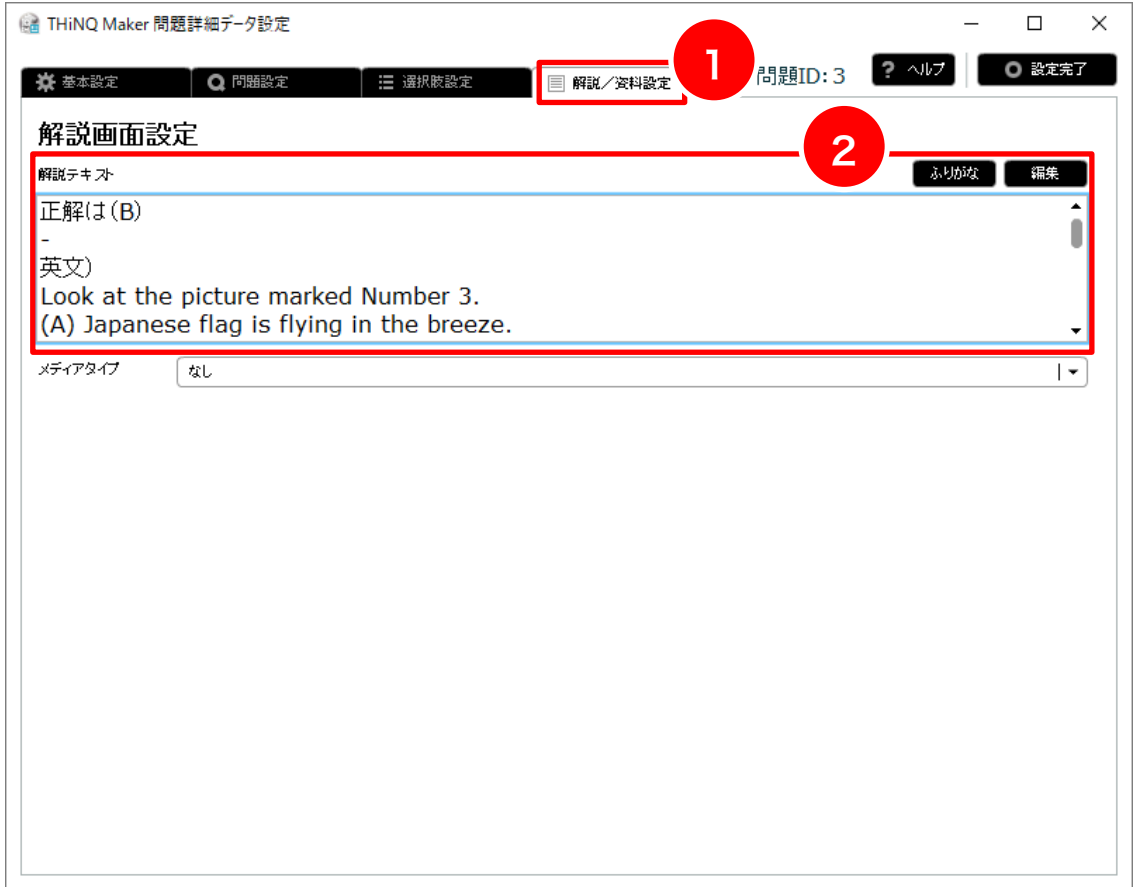 THiNQ Maker 問題詳細データ設定
基本設定
問題設定
選択肢設定
解説／資料設定
1
問題ID: 3
? ヘルプ
設定完了
解説画面設定
2
解説テキスト
ふりがな
編集
正解は(B)
-
英文)
Look at the picture marked Number 3.
(A) Japanese flag is flying in the breeze.
メディアタイプ
なし